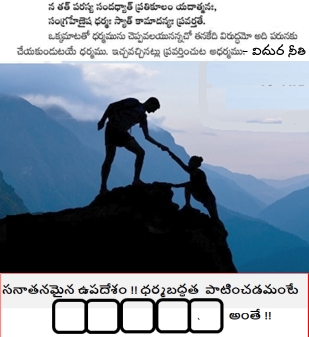 న తత్ పరస్య సందధ్యాత్ ప్రతికూలం యదాత్మనః,
సంగ్రహేణైష ధర్మః స్యాత్ కామాదన్యః ప్రవర్తతే.
ఒక్కమాటతో ధర్మమును చెప్పవలయునన్నచో తనకేది విరుద్ధమో అది పరునకు
చేయకుండుటయే ధర్మము. ఇచ్ఛవచ్చినట్లు ప్రవర్తించుట అధర్మము - విదుర నీతి
సనాతనమైన ఉపదేశం !! ధర్మబద్ధత పాటించడమంటే
అంతే !!